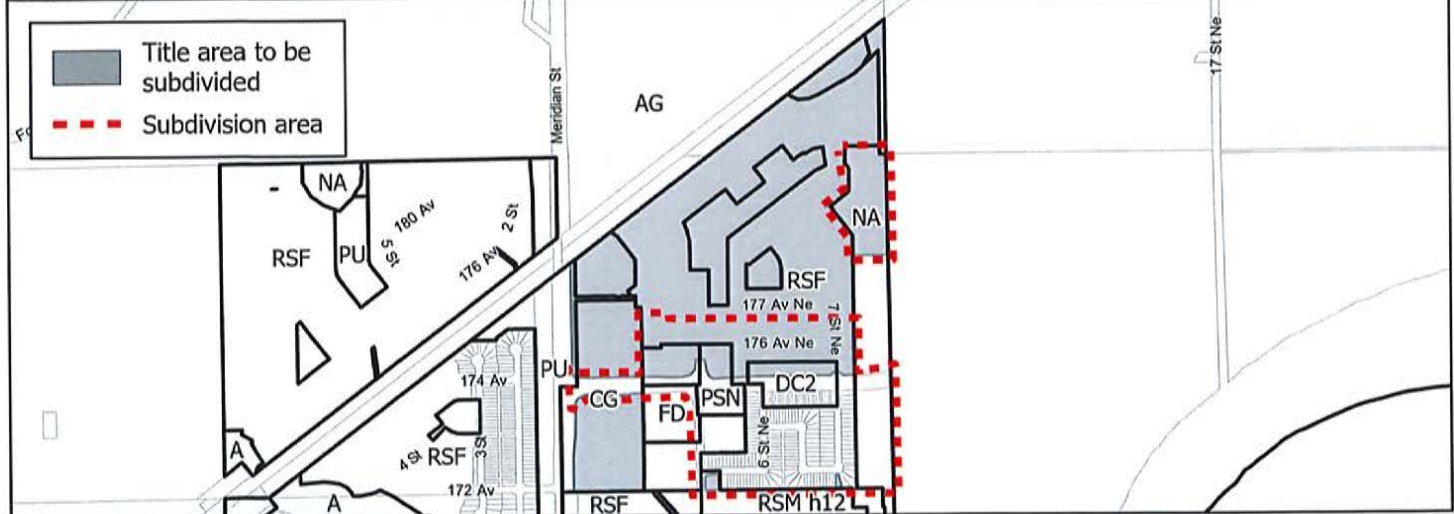 Title area to be
subdivided
Subdivision area
Meridian St
17 St Ne
AG
NA
180 Av
2 St
NA
RSF
PU
5 St
176 Av
RSF
177 Av Ne
7 St Ne
176 Av Ne
PU
174 Av
DC2
CG
PSN
FD
A
RSF
4 St
3 St
6 St Ne
172 Av
A
RSF
RSM h12